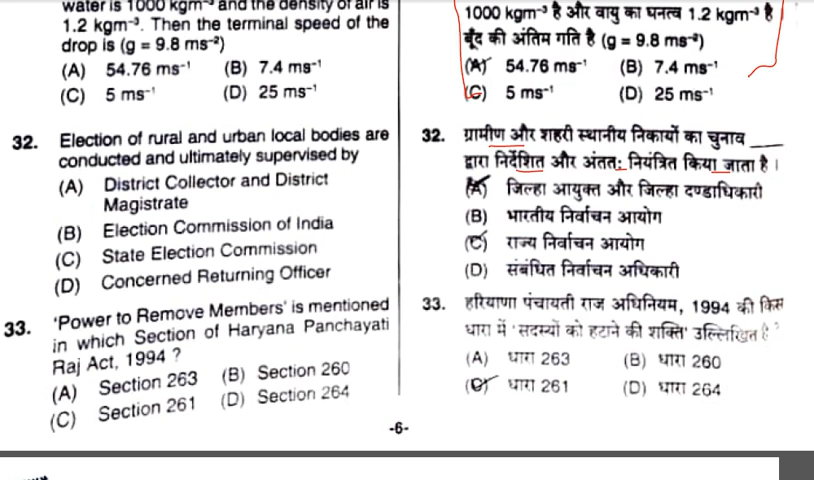 water is 1000 kgm⁻³ and the density of air is
1.2 kgm⁻³. Then the terminal speed of the
drop is (g = 9.8 ms⁻²)
(A) 54.76 ms⁻¹ (B) 7.4 ms⁻¹
(C) 5 ms⁻¹ (D) 25 ms⁻¹
32. Election of rural and urban local bodies are
conducted and ultimately supervised by
(A) District Collector and District
Magistrate
(B) Election Commission of India
(C) State Election Commission
(D) Concerned Returning Officer
33. 'Power to Remove Members' is mentioned
in which Section of Haryana Panchayati
Raj Act, 1994 ?
(A) Section 263 (B) Section 260
(C) Section 261 (D) Section 264
1000 kgm⁻³ है और वायु का घनत्व 1.2 kgm⁻³ है
बूँद की अंतिम गति है (g = 9.8 ms⁻²)
(A) 54.76 ms⁻¹ (B) 7.4 ms⁻¹
(C) 5 ms⁻¹ (D) 25 ms⁻¹
32. ग्रामीण और शहरी स्थानीय निकायों का चुनाव ____
द्वारा निर्देशित और अंततः नियंत्रित किया जाता है ।
(A) जिल्हा आयुक्त और जिल्हा दण्डाधिकारी
(B) भारतीय निर्वाचन आयोग
(C) राज्य निर्वाचन आयोग
(D) संबंधित निर्वाचन अधिकारी
33. हरियाणा पंचायती राज अधिनियम, 1994 की किस
धारा में 'सदस्यों को हटाने की शक्ति' उल्लिखित है ?
(A) धारा 263 (B) धारा 260
(C) धारा 261 (D) धारा 264
-6-